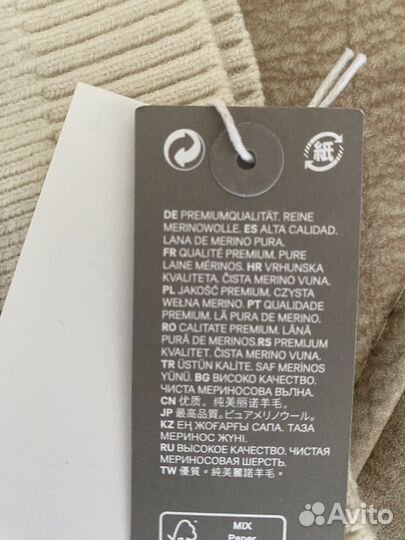 紙
DE PREMIUMQUALITÄT. REINE
MERINOWOLLE. ES ALTA CALIDAD.
LANA DE MERINO PURA.
FR QUALITÉ PREMIUM. PURE
LAINE MÉRINOS. HR VRHUNSKA
KVALITETA. ČISTA MERINO VUNA.
PL JAKOŚĆ PREMIUM. CZYSTA
WEŁNA MERINO. PT QUALIDADE
PREMIUM. LÃ PURA DE MERINO.
RO CALITATE PREMIUM. LÂNĂ
PURĂ DE MERINOS.RS PREMIJUM
KVALITET. ČISTA MERINO VUNA.
TR ÜSTÜN KALİTE. SAF MERİNOS
YÜNÜ. BG ВИСОКО КАЧЕСТВО.
ЧИСТА МЕРИНОСОВА ВЪЛНА.
CN 优质。纯美丽诺羊毛。
JP 最高品質。ピュアメリノウール。
KZ ЕҢ ЖОҒАРҒЫ САПА. ТАЗА
МЕРИНОС ЖҮНІ.
RU ВЫСОКОЕ КАЧЕСТВО. ЧИСТАЯ
МЕРИНОСОВАЯ ШЕРСТЬ.
TW 優質。純美麗諾羊毛。
MIX
Paper
Avito